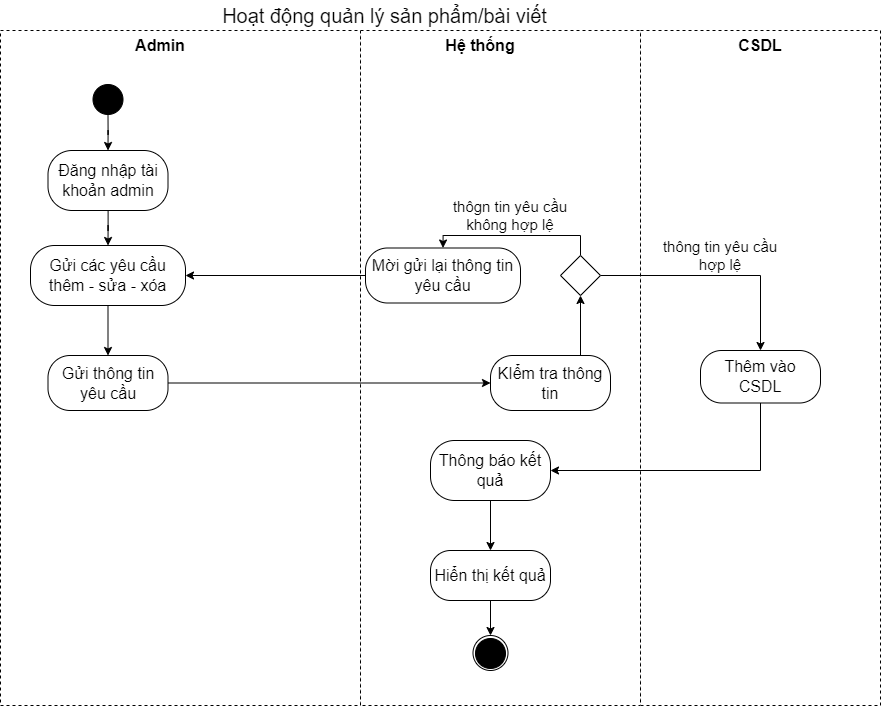 Hoạt động quản lý sản phẩm/bài viết
Admin
Hệ thống
CSDL
Đăng nhập tài
khoản admin
Gửi các yêu cầu
thêm - sửa - xóa
Gửi thông tin
yêu cầu
thôgn tin yêu cầu
không hợp lệ
Mời gửi lại thông tin
yêu cầu
thông tin yêu cầu
hợp lệ
KIểm tra thông
tin
Thêm vào
CSDL
Thông báo kết
quả
Hiển thị kết quả